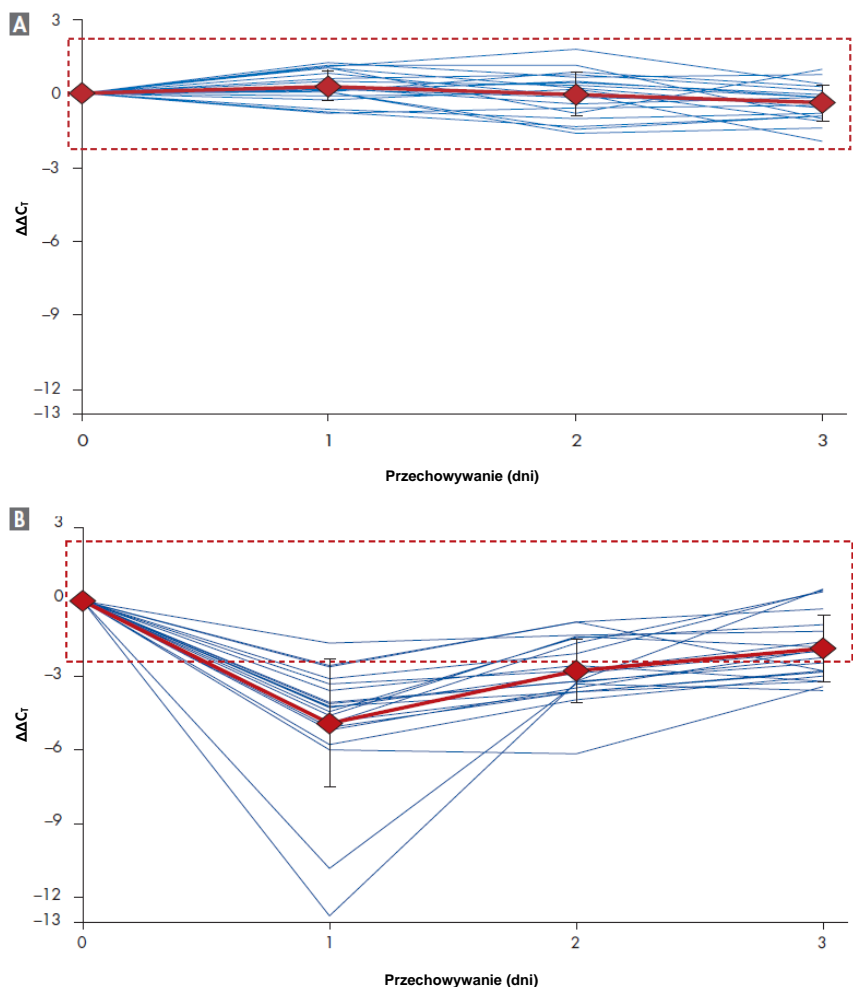 A
3
0
–3
–6
–9
–12
–13
ΔΔCT
0 1 2 3
Przechowywanie (dni)
B
3
0
–3
–6
–9
–12
–13
ΔΔCT
0 1 2 3
Przechowywanie (dni)